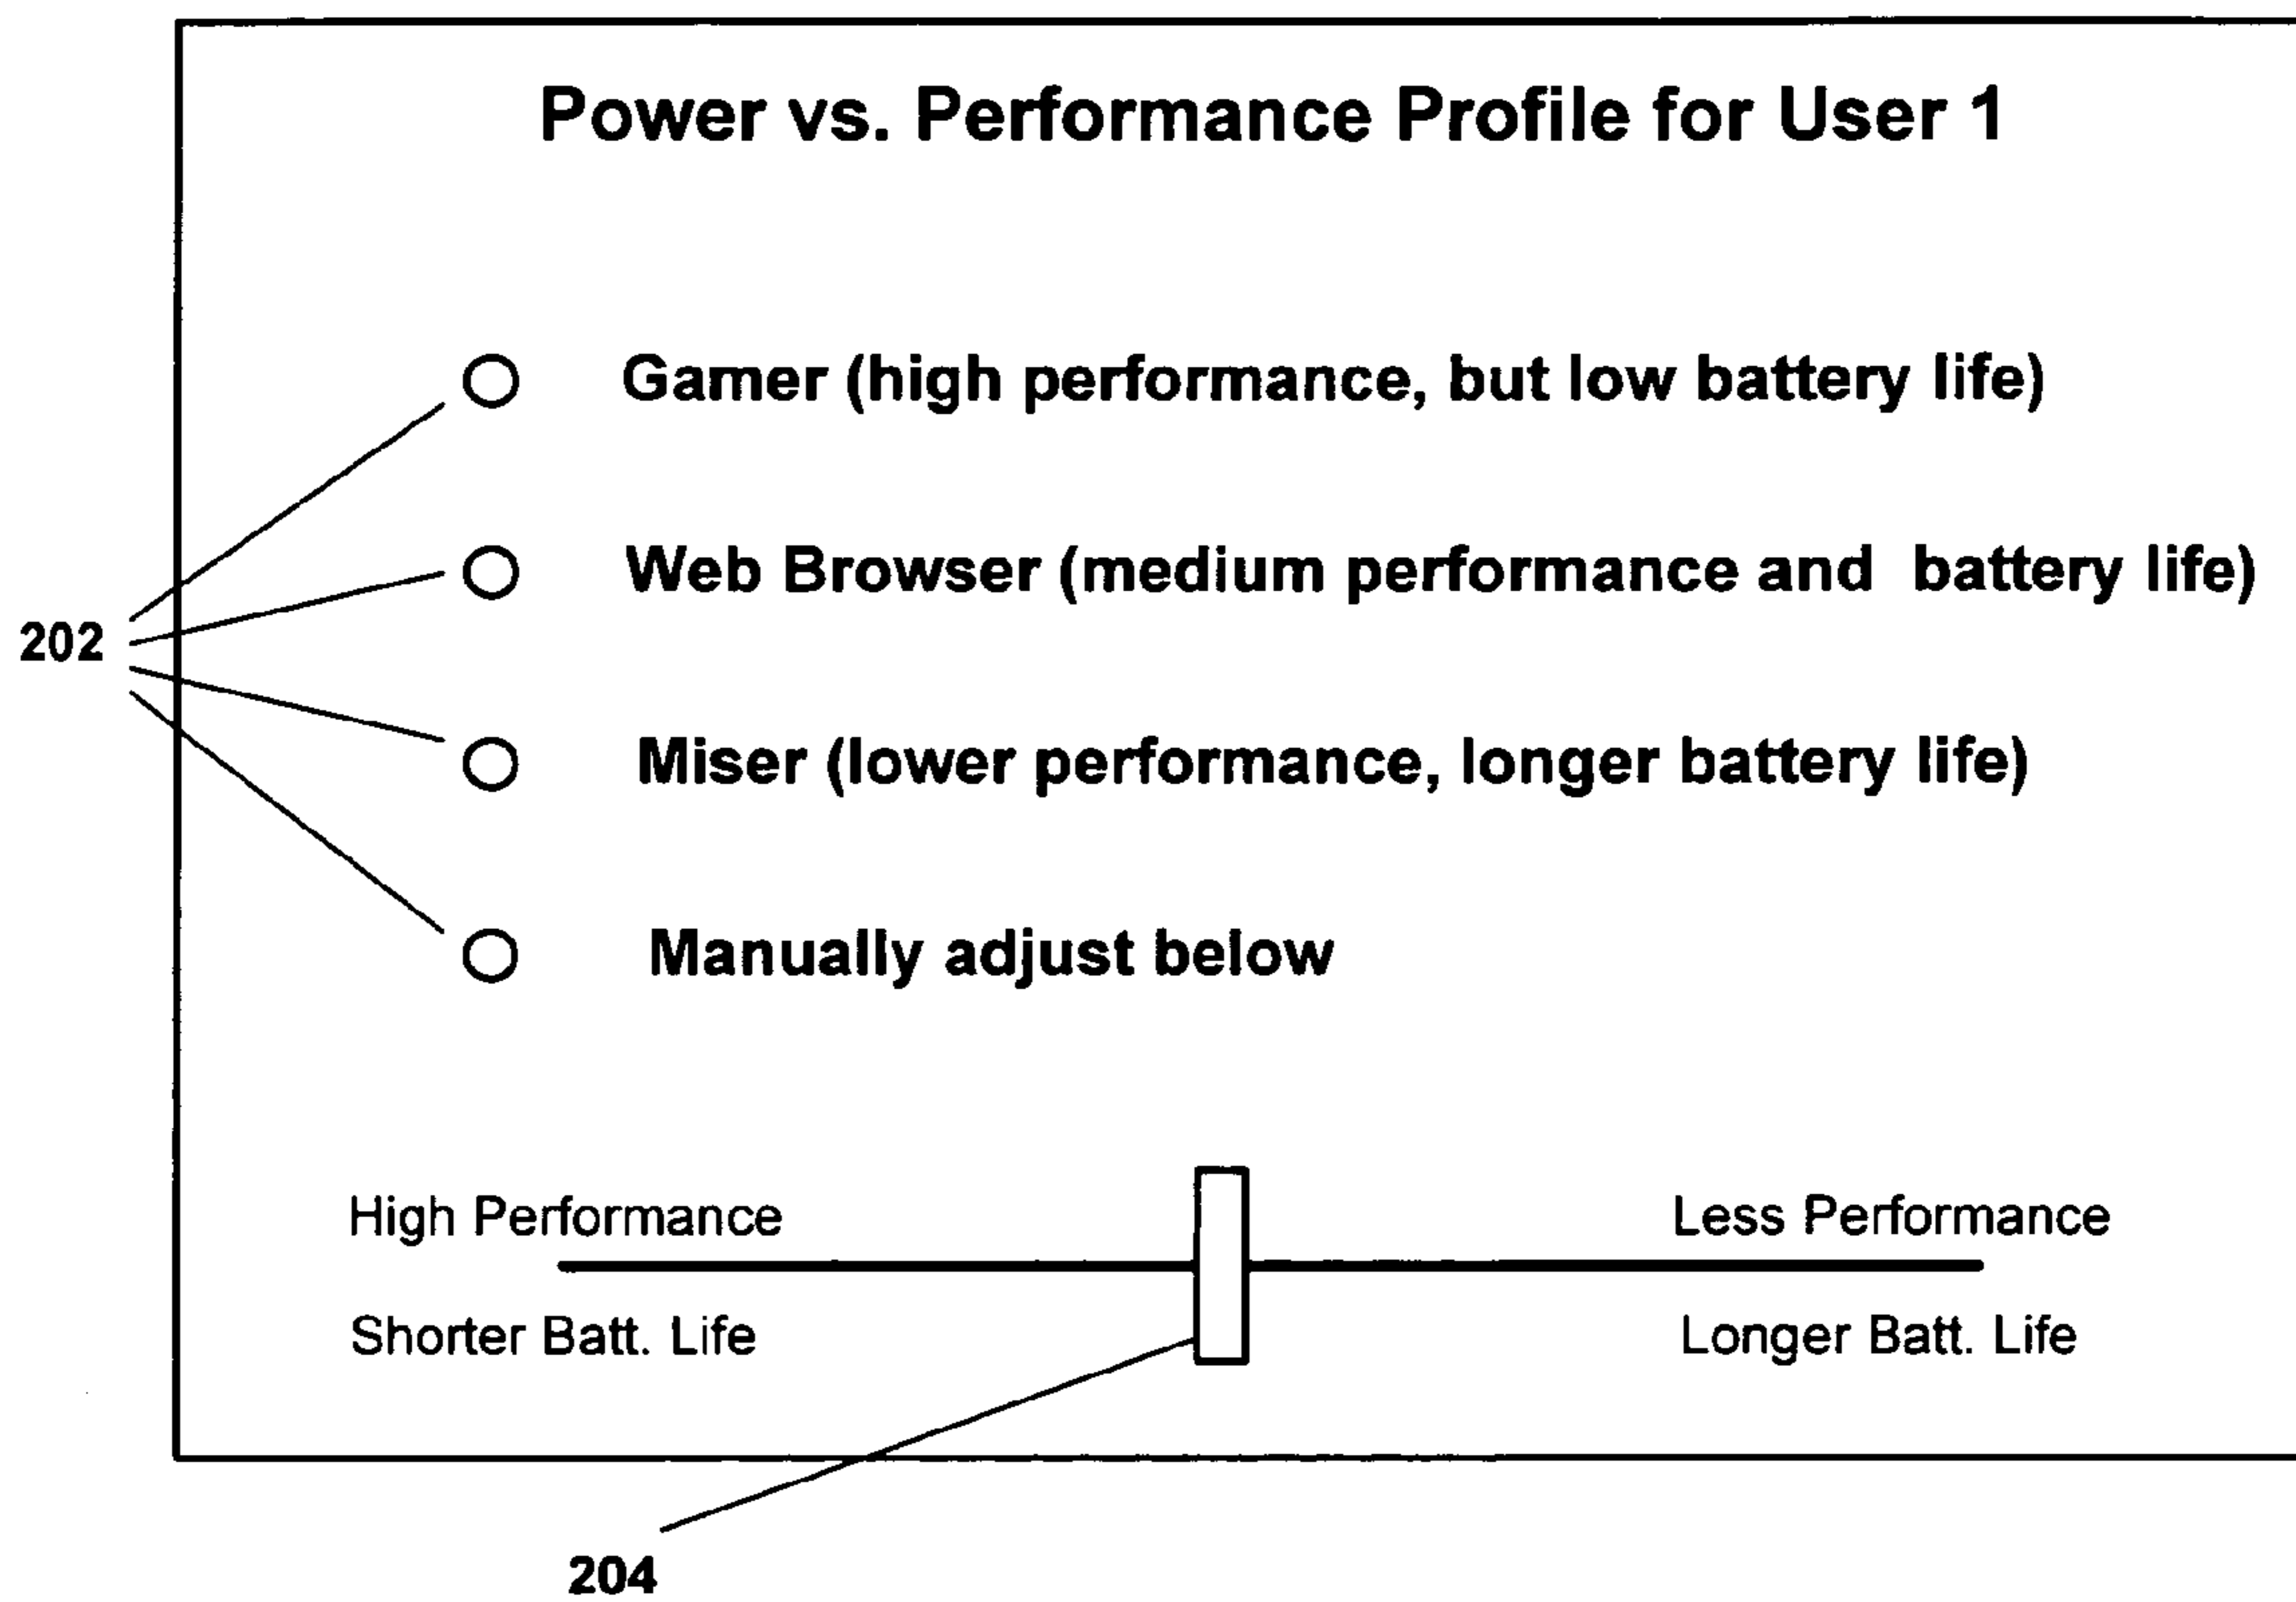 Power vs. Performance Profile for User 1
Gamer (high performance, but low battery life)
Web Browser (medium performance and battery life)
202
Miser (lower performance, longer battery life)
Manually adjust below
High Performance
Less Performance
Shorter Batt. Life
Longer Batt. Life
204